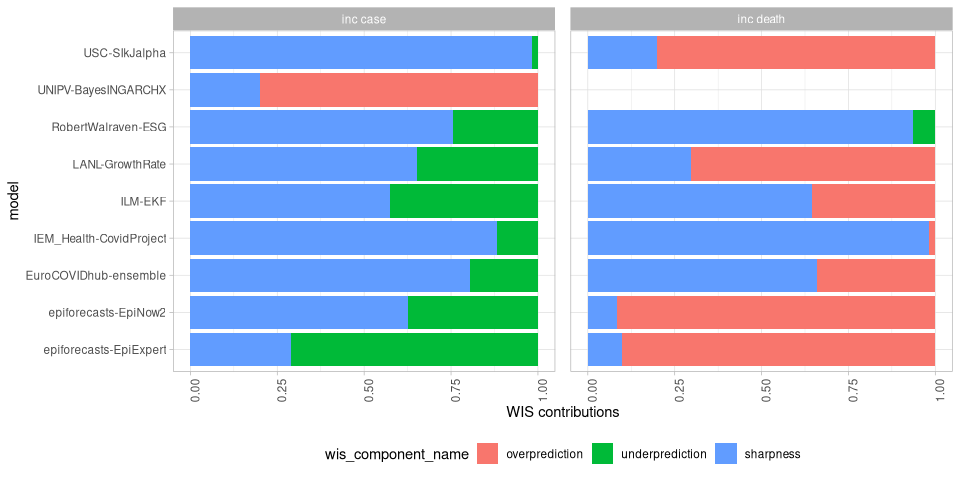 inc case
inc death
USC-SIkJalpha
UNIPV-BayesINGARCHX
RobertWalraven-ESG
LANL-GrowthRate
ILM-EKF
IEM_Health-CovidProject
EuroCOVIDhub-ensemble
epiforecasts-EpiNow2
epiforecasts-EpiExpert
model
0.00 0.25 0.50 0.75 1.00
0.00 0.25 0.50 0.75 1.00
WIS contributions
wis_component_name overprediction underprediction sharpness